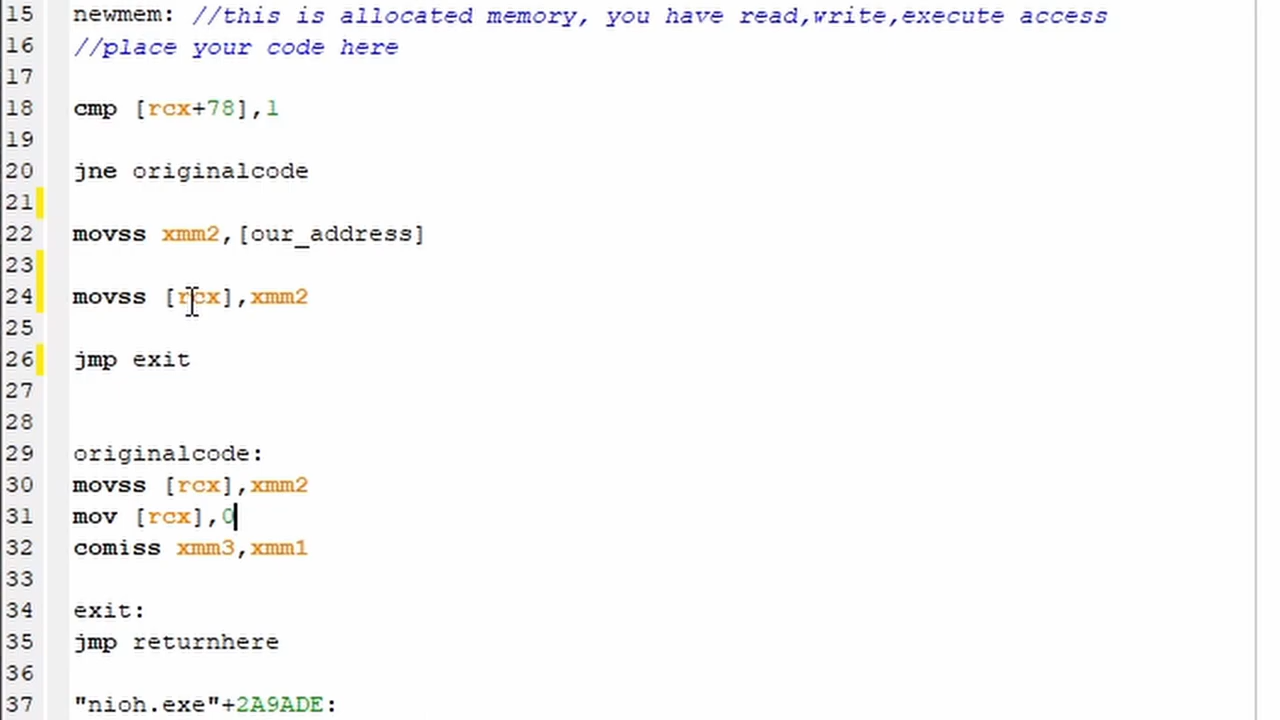 15 newmem: //this is allocated memory, you have read,write,execute access
16 //place your code here
17
18 cmp [rcx+78],1
19
20 jne originalcode
21
22 movss xmm2,[our_address]
23
24 movss [rcx],xmm2
25
26 jmp exit
27
28
29 originalcode:
30 movss [rcx],xmm2
31 mov [rcx],0
32 comiss xmm3,xmm1
33
34 exit:
35 jmp returnhere
36
37 "nioh.exe"+2A9ADE: